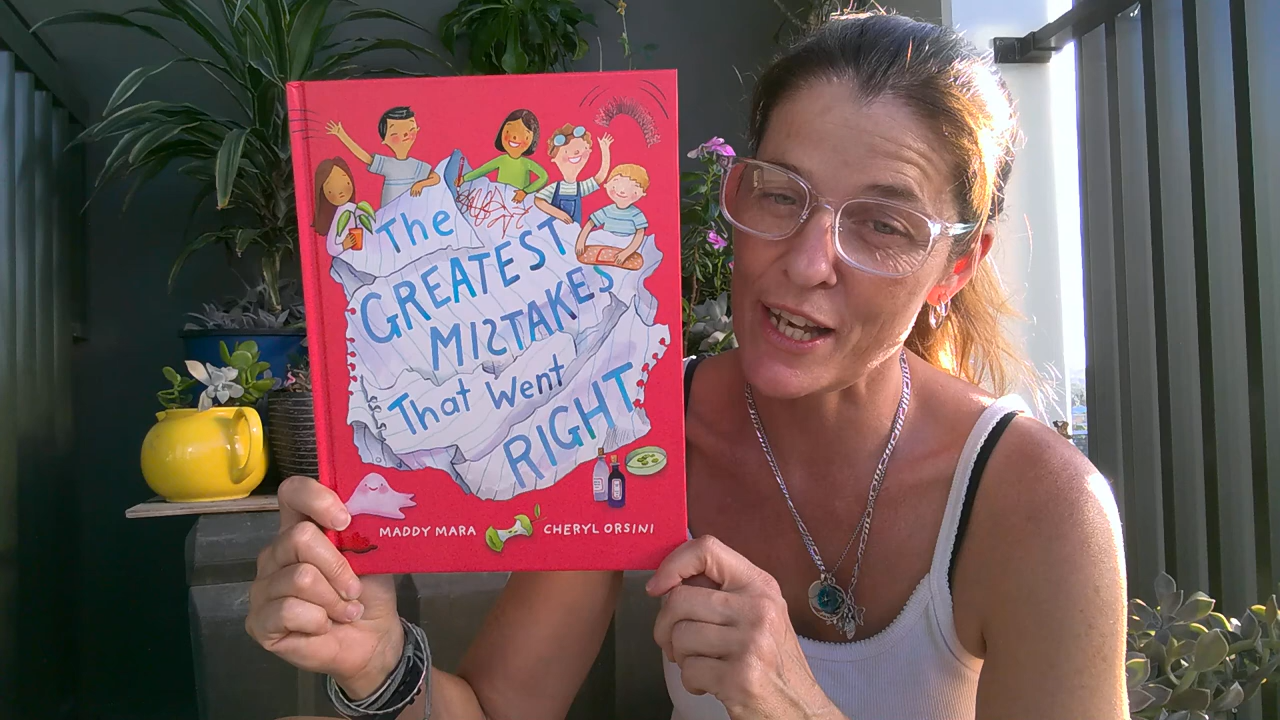 The
GREATEST
MISTAKES
That Went
RIGHT
MADDY MARA
CHERYL ORSINI